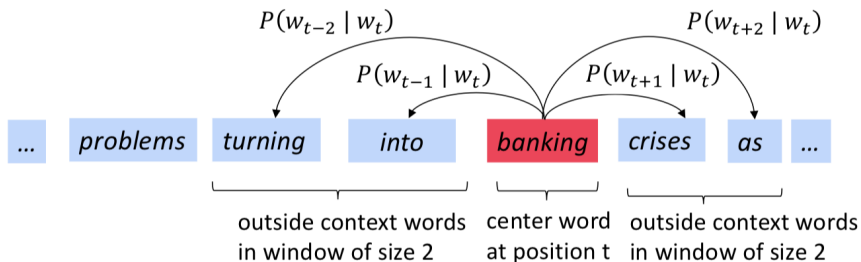 P(w_{t-2} | w_t) P(w_{t+2} | w_t)
P(w_{t-1} | w_t) P(w_{t+1} | w_t)
... problems turning into banking crises as ...
outside context words center word outside context words
in window of size 2 at position t in window of size 2